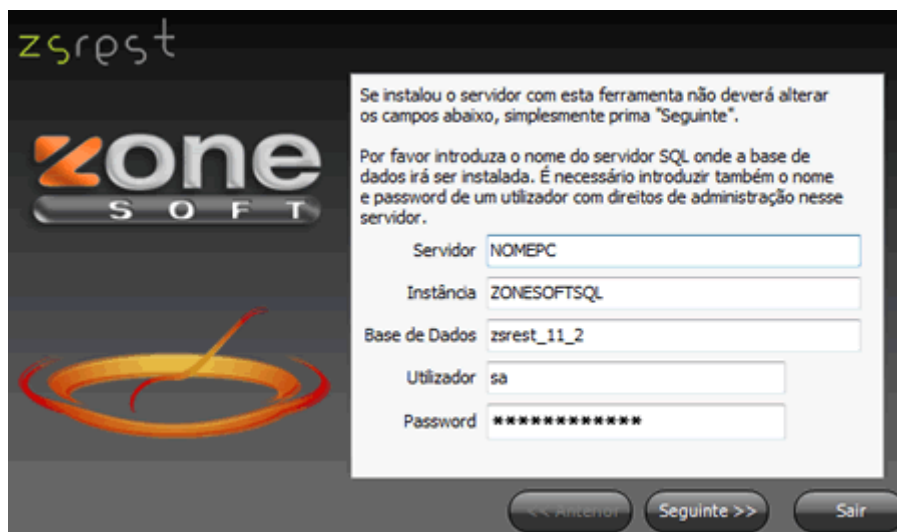 zsrest
zone
SOFT
Se instalou o servidor com esta ferramenta não deverá alterar
os campos abaixo, simplesmente prima "Seguinte".
Por favor introduza o nome do servidor SQL onde a base de
dados irá ser instalada. É necessário introduzir também o nome
e password de um utilizador com direitos de administração nesse
servidor.
Servidor NOMEPC
Instância ZONESOFTSQL
Base de Dados zsrest_11_2
Utilizador sa
Password ************
<< Anterior Seguinte >> Sair